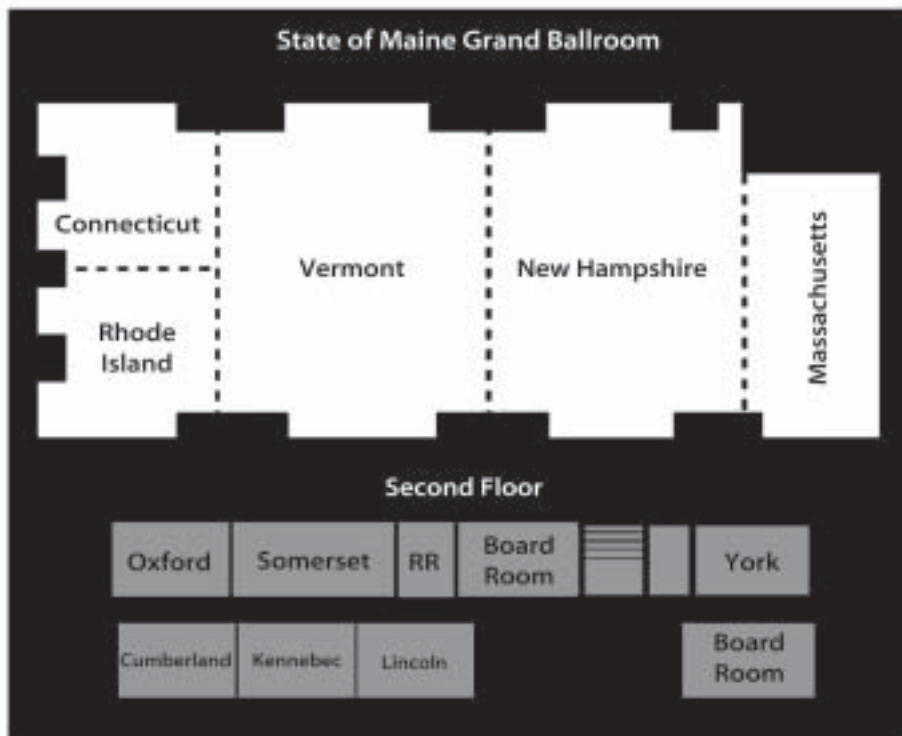 State of Maine Grand Ballroom
Connecticut
Vermont
New Hampshire
Massachusetts
Rhode
Island
Second Floor
Oxford
Somerset
RR
Board
Room
York
Cumberland
Kennebec
Lincoln
Board
Room